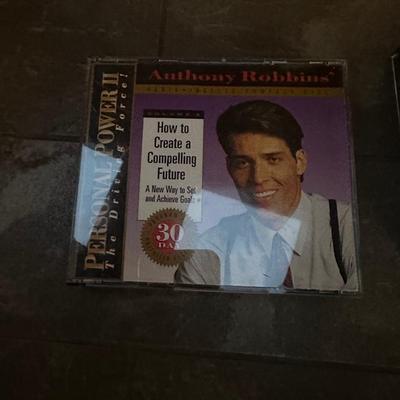 Anthony Robbins'
PERSONAL POWER II
The Driving Force!
How to
Create a
Compelling
Future
A New Way to Set
and Achieve Goals
30
DAY